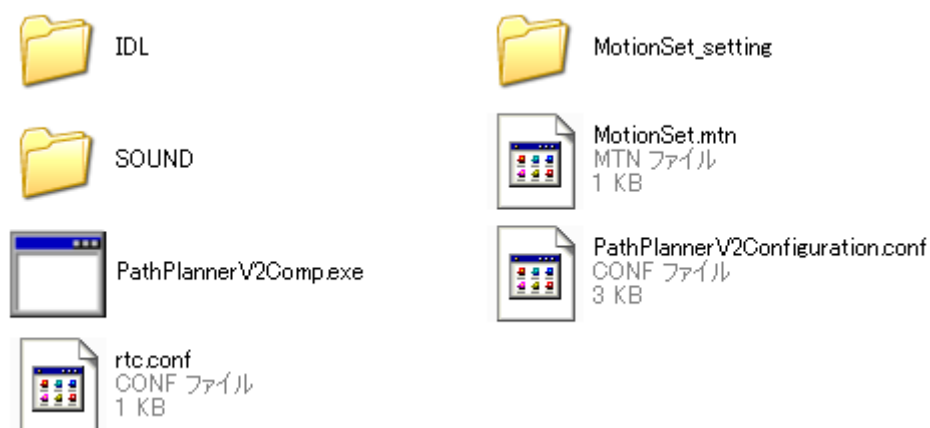 IDL
MotionSet_setting
SOUND
MotionSet.mtn
MTN ファイル
1 KB
PathPlannerV2Comp.exe
PathPlannerV2Configuration.conf
CONF ファイル
3 KB
rtc.conf
CONF ファイル
1 KB